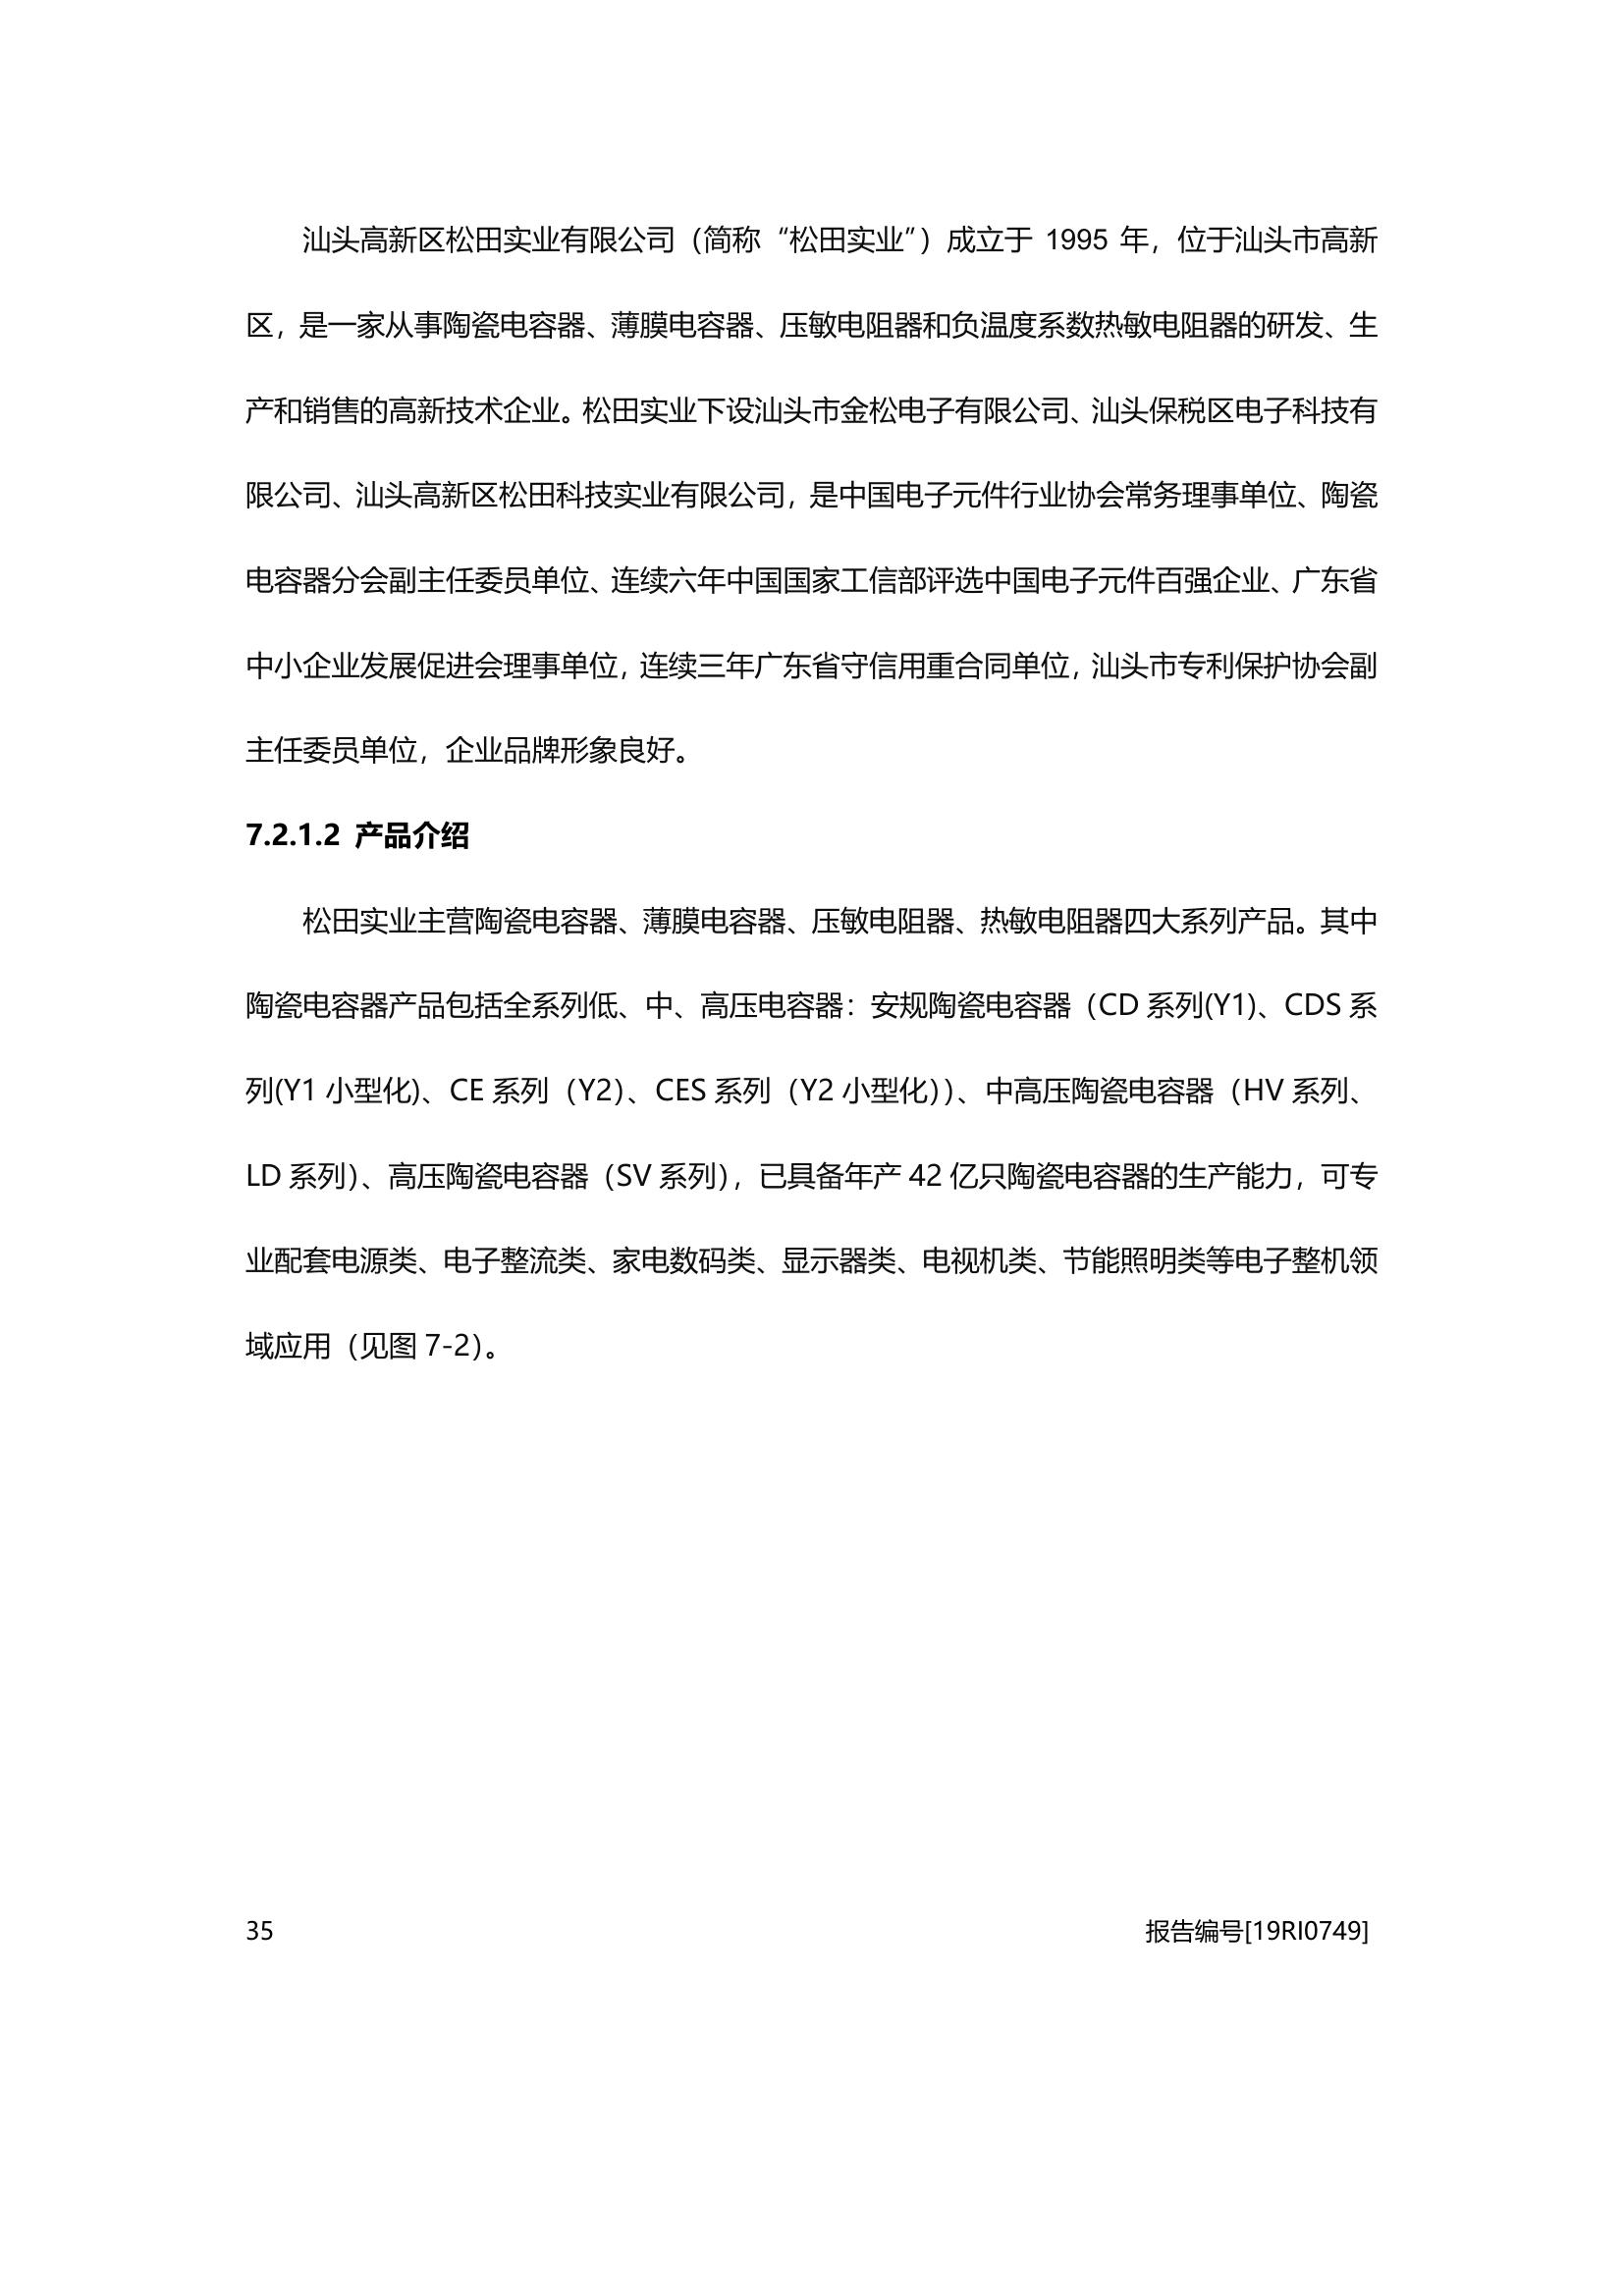 汕头高新区松田实业有限公司（简称“松田实业”）成立于 1995 年，位于汕头市高新
区，是一家从事陶瓷电容器、薄膜电容器、压敏电阻器和负温度系数热敏电阻器的研发、生
产和销售的高新技术企业。松田实业下设汕头市金松电子有限公司、汕头保税区电子科技有
限公司、汕头高新区松田科技实业有限公司，是中国电子元件行业协会常务理事单位、陶瓷
电容器分会副主任委员单位、连续六年中国国家工信部评选中国电子元件百强企业、广东省
中小企业发展促进会理事单位，连续三年广东省守信用重合同单位，汕头市专利保护协会副
主任委员单位，企业品牌形象良好。
7.2.1.2 产品介绍
松田实业主营陶瓷电容器、薄膜电容器、压敏电阻器、热敏电阻器四大系列产品。其中
陶瓷电容器产品包括全系列低、中、高压电容器：安规陶瓷电容器（CD 系列(Y1)、CDS 系
列(Y1 小型化)、CE 系列（Y2）、CES 系列（Y2 小型化））、中高压陶瓷电容器（HV 系列、
LD 系列）、高压陶瓷电容器（SV 系列），已具备年产 42 亿只陶瓷电容器的生产能力，可专
业配套电源类、电子整流类、家电数码类、显示器类、电视机类、节能照明类等电子整机领
域应用（见图 7-2）。
35 报告编号[19RI0749]